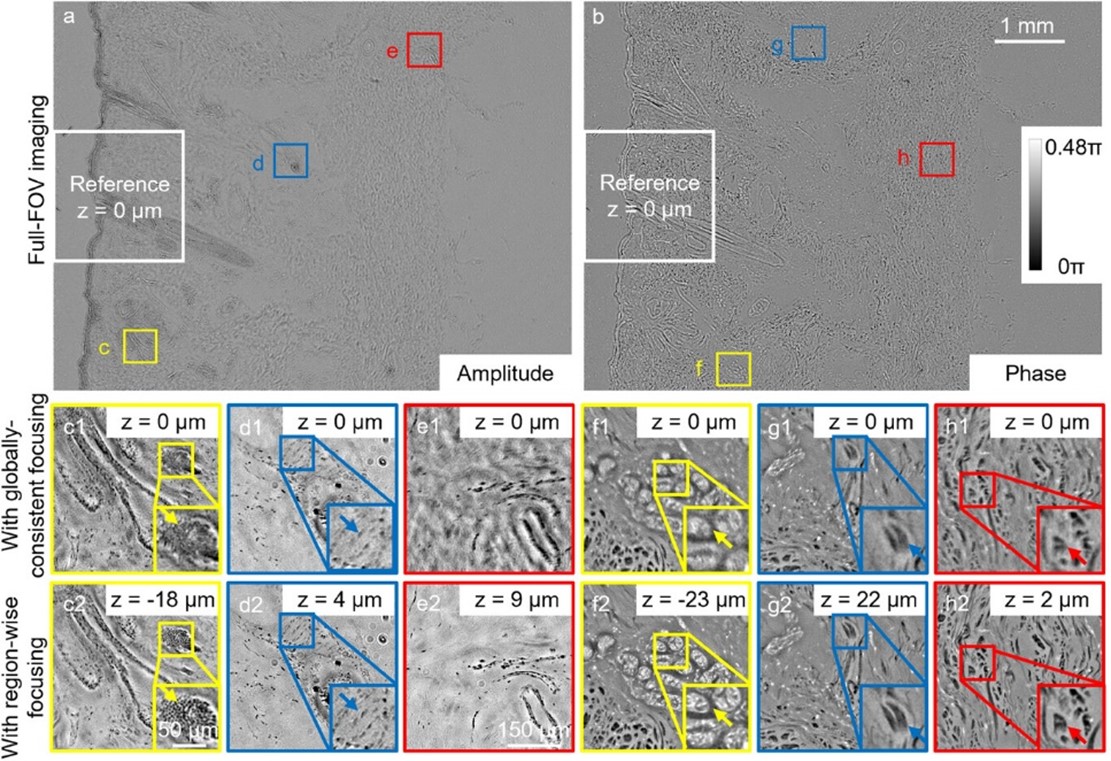 a
b
1 mm
e
g
d
h
Full-FOV imaging
Reference
z = 0 μm
Reference
z = 0 μm
0.48π
0π
c
f
Amplitude
Phase
With globally-
consistent focusing
c1
z = 0 μm
d1
z = 0 μm
e1
z = 0 μm
f1
z = 0 μm
g1
z = 0 μm
h1
z = 0 μm
With region-wise
focusing
c2
z = -18 μm
d2
z = 4 μm
e2
z = 9 μm
f2
z = -23 μm
g2
z = 22 μm
h2
z = 2 μm
50 μm
150 μm